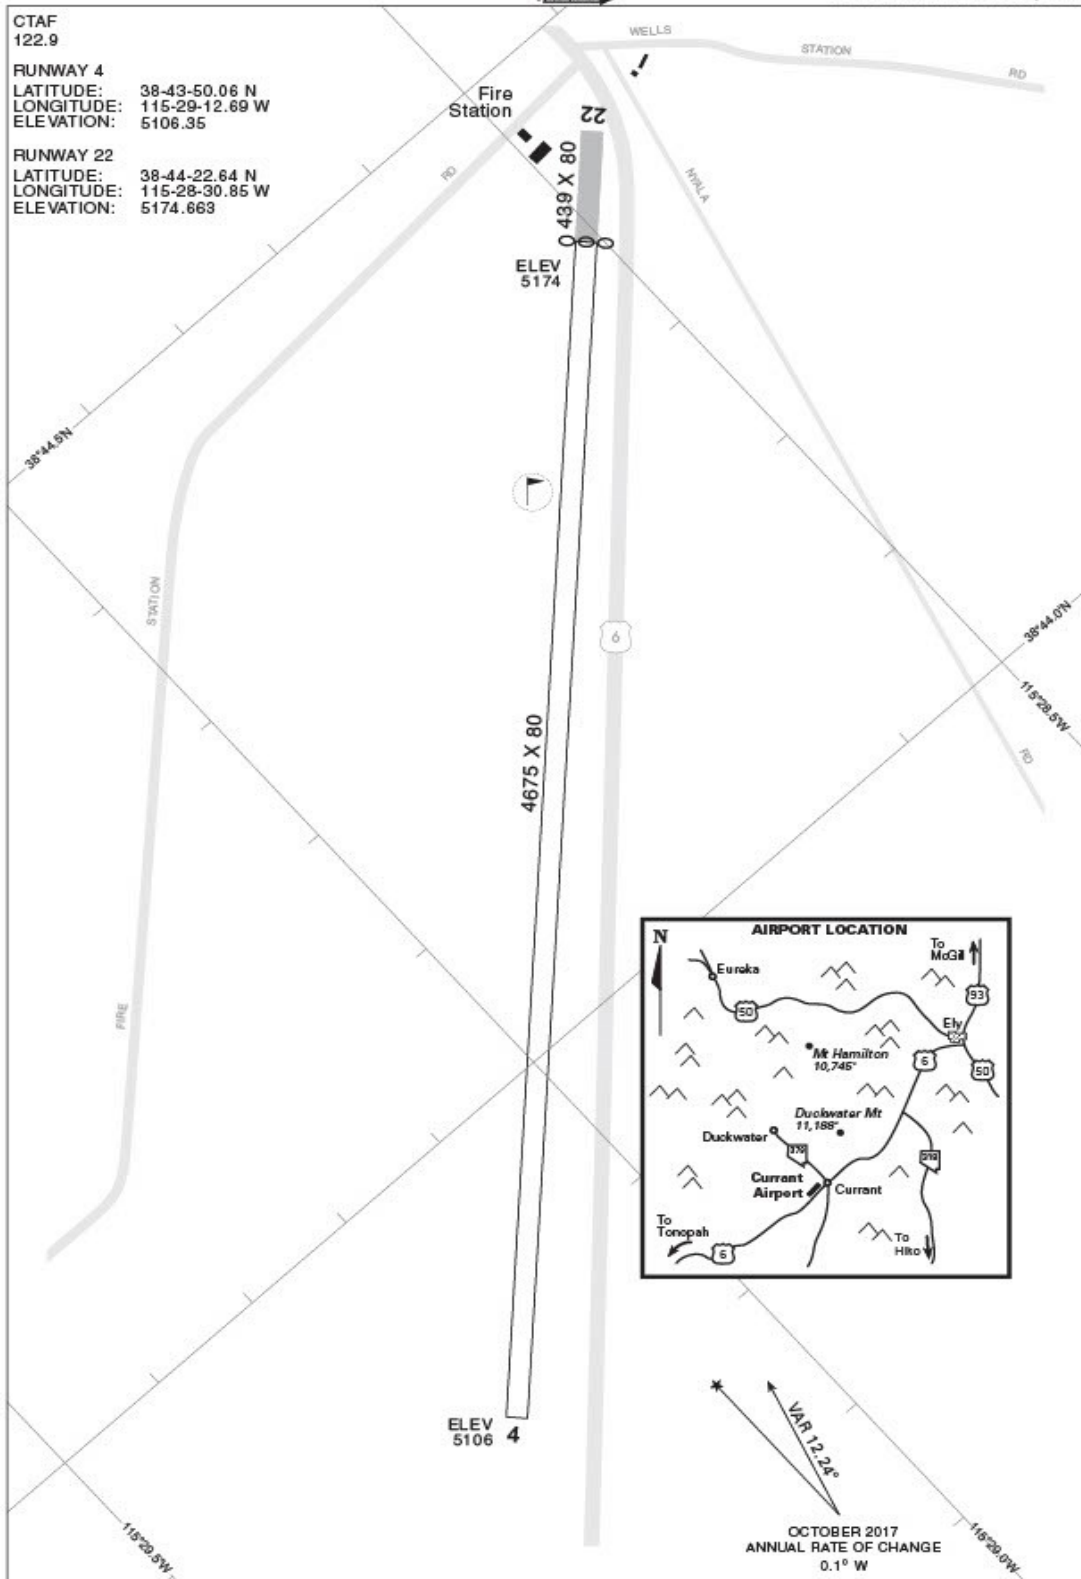 CTAF
122.9
RUNWAY 4
LATITUDE: 38-43-50.06 N
LONGITUDE: 115-29-12.69 W
ELEVATION: 5106.35
RUNWAY 22
LATITUDE: 38-44-22.64 N
LONGITUDE: 115-28-30.85 W
ELEVATION: 5174.663
WELLS STATION RD
Fire
Station
22
439 X 80
RD
NYALA
ELEV
5174
38°44.5'N
STATION
6
38°44.0'N
115°28.5'W
RD
4675 X 80
FIRE
AIRPORT LOCATION
N
To
McGill
Eureka
93
50
Ely
Mt Hamilton
10,745'
6
50
Duckwater Mt
11,188'
Duckwater
379
318
Currant
Airport
Currant
To
Tonopah
6
To
Hiko
ELEV
5106
4
VAR 12.24°
115°29.5'W
115°29.0'W
OCTOBER 2017
ANNUAL RATE OF CHANGE
0.1° W